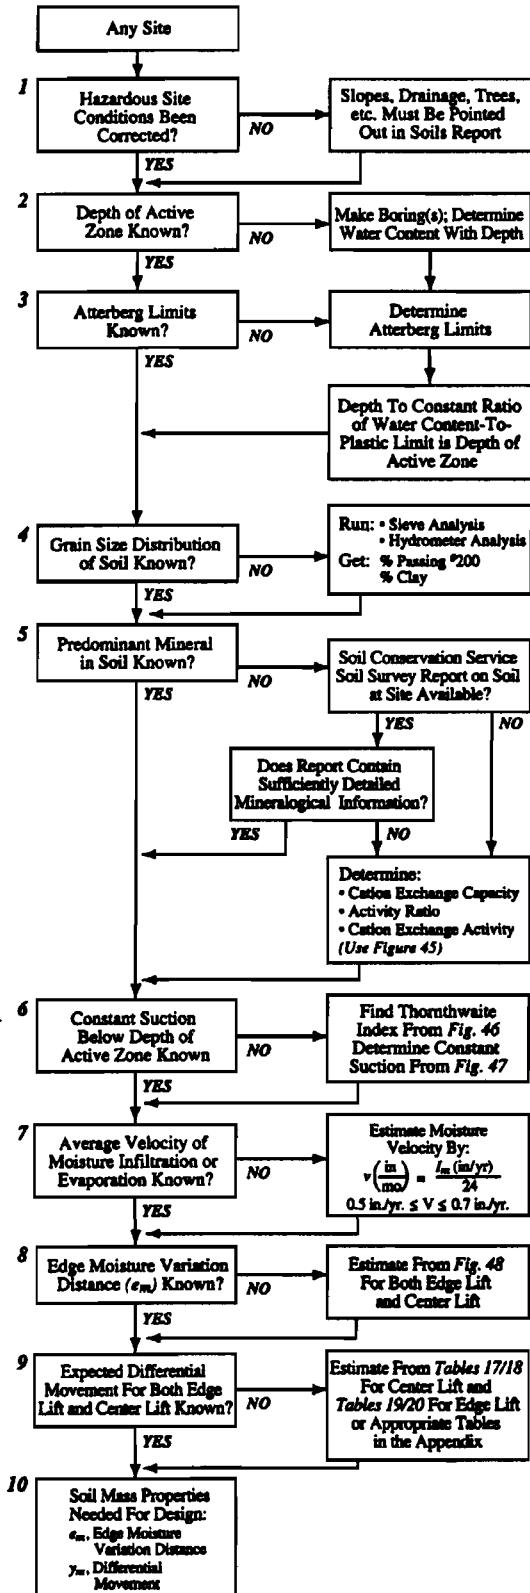 Any Site
1
Hazardous Site
Conditions Been
Corrected?
NO
Slopes, Drainage, Trees,
etc. Must Be Pointed
Out in Soils Report
YES
2
Depth of Active
Zone Known?
NO
Make Boring(s); Determine
Water Content With Depth
YES
3
Atterberg Limits
Known?
NO
Determine
Atterberg Limits
YES
Depth To Constant Ratio
of Water Content-To-
Plastic Limit is Depth of
Active Zone
4
Grain Size Distribution
of Soil Known?
NO
Run: • Sieve Analysis
• Hydrometer Analysis
Get: % Passing #200
% Clay
YES
5
Predominant Mineral
in Soil Known?
NO
Soil Conservation Service
Soil Survey Report on Soil
at Site Available?
YES
YES
NO
Does Report Contain
Sufficiently Detailed
Mineralogical Information?
YES
NO
Determine:
• Cation Exchange Capacity
• Activity Ratio
• Cation Exchange Activity
(Use Figure 45)
6
Constant Suction
Below Depth of
Active Zone Known
NO
Find Thornthwaite
Index From Fig. 46
Determine Constant
Suction From Fig. 47
YES
7
Average Velocity of
Moisture Infiltration or
Evaporation Known?
NO
Estimate Moisture
Velocity By:
v(in/mo) = I_m (in/yr)/24
0.5 in./yr. ≤ V ≤ 0.7 in./yr.
YES
8
Edge Moisture Variation
Distance (e_m) Known?
NO
Estimate From Fig. 48
For Both Edge Lift
and Center Lift
YES
9
Expected Differential
Movement For Both Edge
Lift and Center Lift Known?
NO
Estimate From Tables 17/18
For Center Lift and
Tables 19/20 For Edge Lift
or Appropriate Tables
in the Appendix
YES
10
Soil Mass Properties
Needed For Design:
e_m, Edge Moisture
Variation Distance
y_m, Differential
Movement